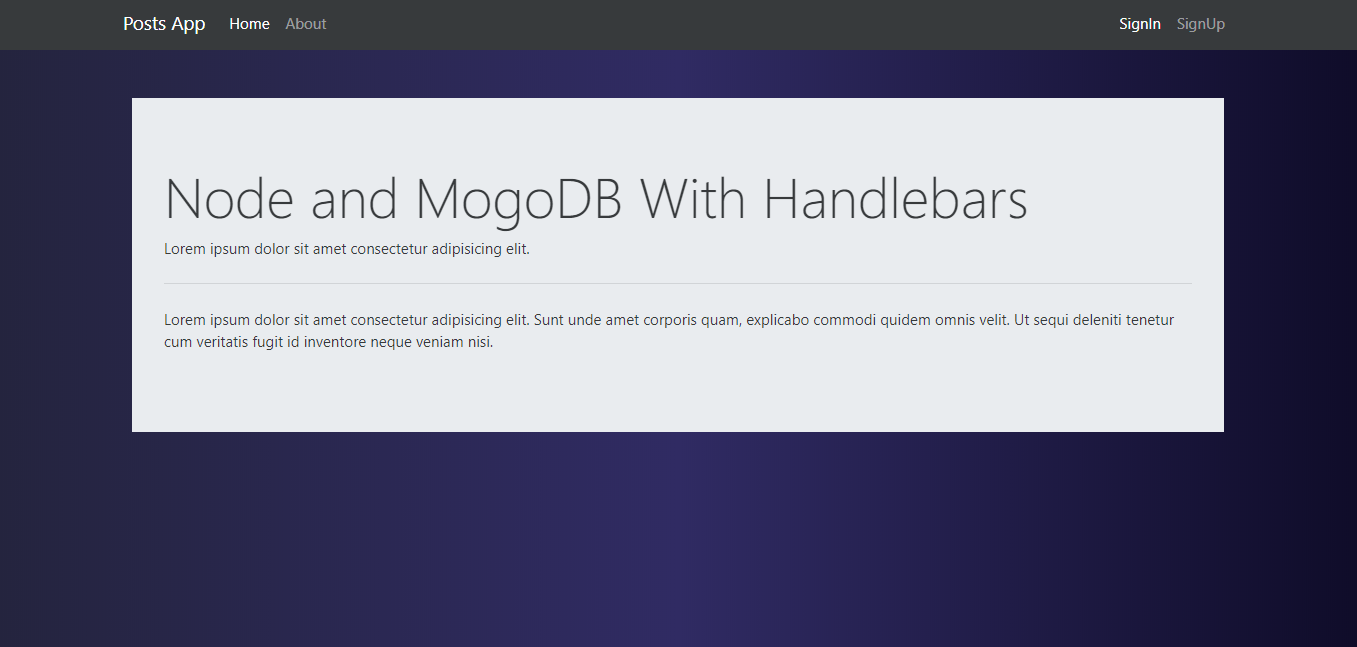 Posts App Home About SignIn SignUp
Node and MogoDB With Handlebars
Lorem ipsum dolor sit amet consectetur adipisicing elit.
Lorem ipsum dolor sit amet consectetur adipisicing elit. Sunt unde amet corporis quam, explicabo commodi quidem omnis velit. Ut sequi deleniti tenetur
cum veritatis fugit id inventore neque veniam nisi.